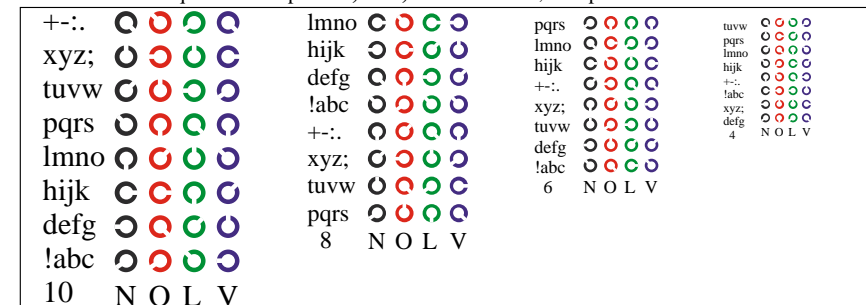 +-:.
xyz;
tuvw
pqrs
lmno
hijk
defg
!abc
10 N O L V
lmno
hijk
defg
!abc
+-:.
xyz;
tuvw
pqrs
8 N O L V
pqrs
lmno
hijk
+-:.
xyz;
tuvw
defg
!abc
6 N O L V
tuvw
pqrs
lmno
hijk
+-:.
!abc
xyz;
defg
4 N O L V